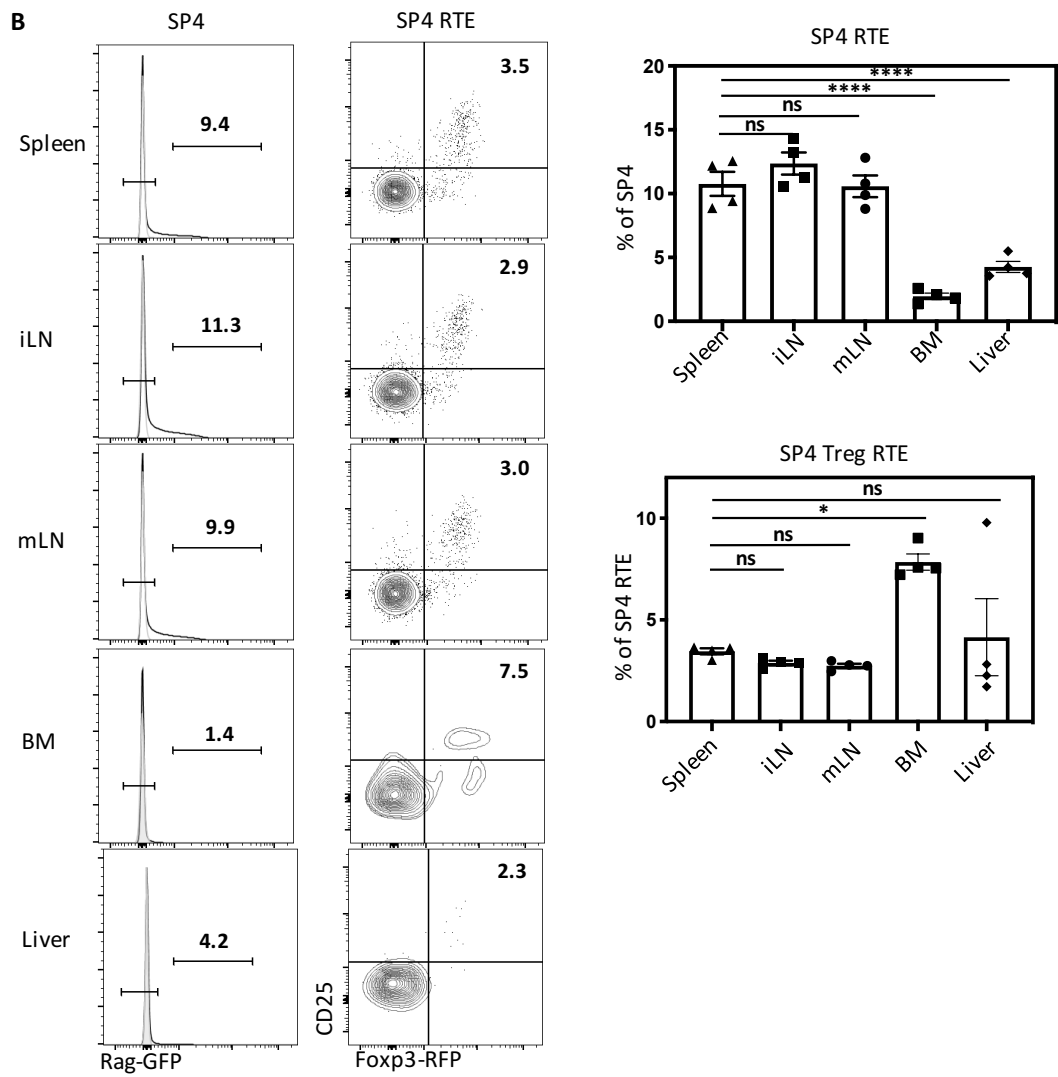 B
SP4
SP4 RTE
Spleen
9.4
3.5
iLN
11.3
2.9
mLN
9.9
3.0
BM
1.4
7.5
Liver
4.2
2.3
CD25
Rag-GFP
Foxp3-RFP
SP4 RTE
% of SP4
20
15
10
5
0
****
****
ns
ns
Spleen
iLN
mLN
BM
Liver
SP4 Treg RTE
% of SP4 RTE
10
5
0
ns
*
ns
ns
Spleen
iLN
mLN
BM
Liver